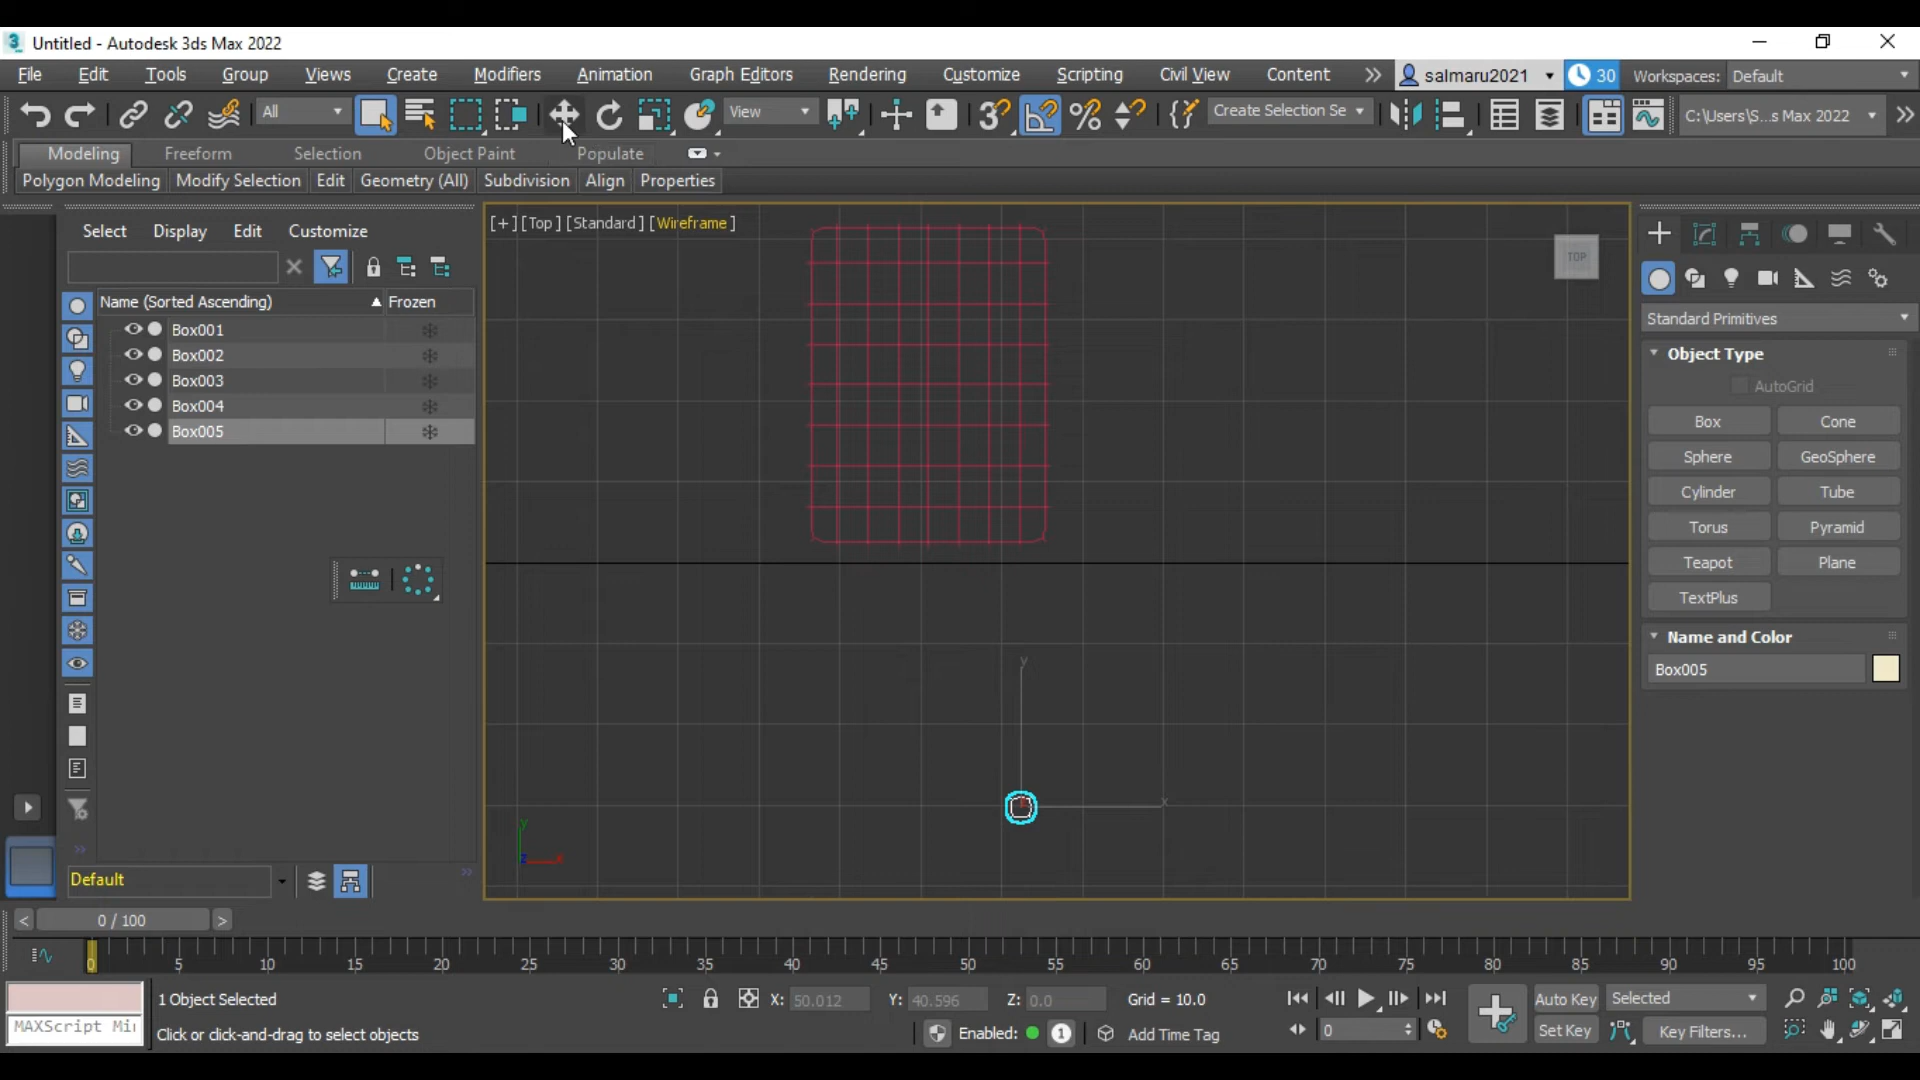 Untitled - Autodesk 3ds Max 2022
File Edit Tools Group Views Create Modifiers Animation Graph Editors Rendering Customize Scripting Civil View Content salmaru2021 30 Workspaces: Default
All View Create Selection Se C:\Users\S...s Max 2022
Modeling Freeform Selection Object Paint Populate
Polygon Modeling Modify Selection Edit Geometry (All) Subdivision Align Properties
Select Display Edit Customize
[+] [Top] [Standard] [Wireframe]
TOP
Name (Sorted Ascending) Frozen
Box001
Box002
Box003
Box004
Box005
Standard Primitives
Object Type
AutoGrid
Box Cone
Sphere GeoSphere
Cylinder Tube
Torus Pyramid
Teapot Plane
TextPlus
Name and Color
Box005
y
x
y
z x
Default
0 / 100
0 5 10 15 20 25 30 35 40 45 50 55 60 65 70 75 80 85 90 95 100
1 Object Selected X: 50.012 Y: 40.596 Z: 0.0 Grid = 10.0 Auto Key Selected
MAXScript Mi
Click or click-and-drag to select objects Enabled: 1 Add Time Tag 0 Set Key Key Filters...